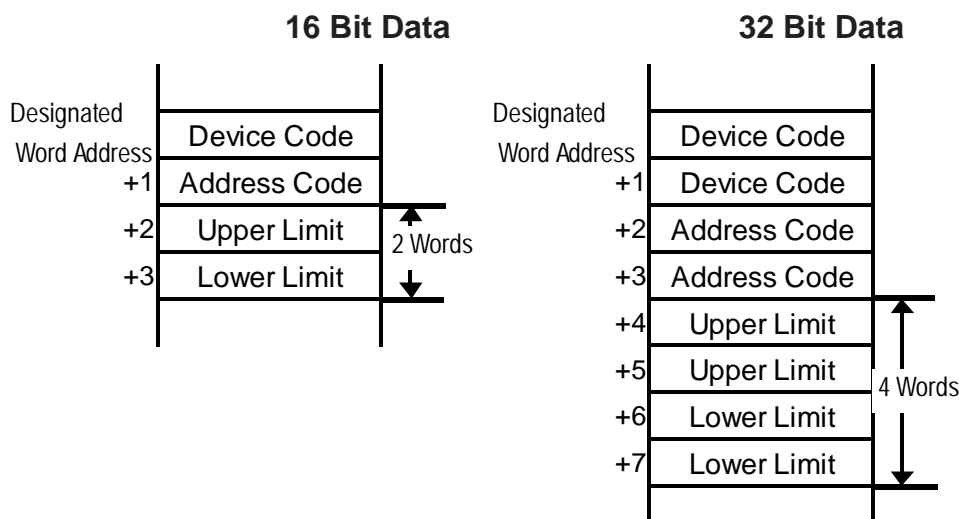 16 Bit Data
Designated
Word Address
Device Code
+1 Address Code
+2 Upper Limit
+3 Lower Limit
2 Words
32 Bit Data
Designated
Word Address
Device Code
+1 Device Code
+2 Address Code
+3 Address Code
+4 Upper Limit
+5 Upper Limit
+6 Lower Limit
+7 Lower Limit
4 Words